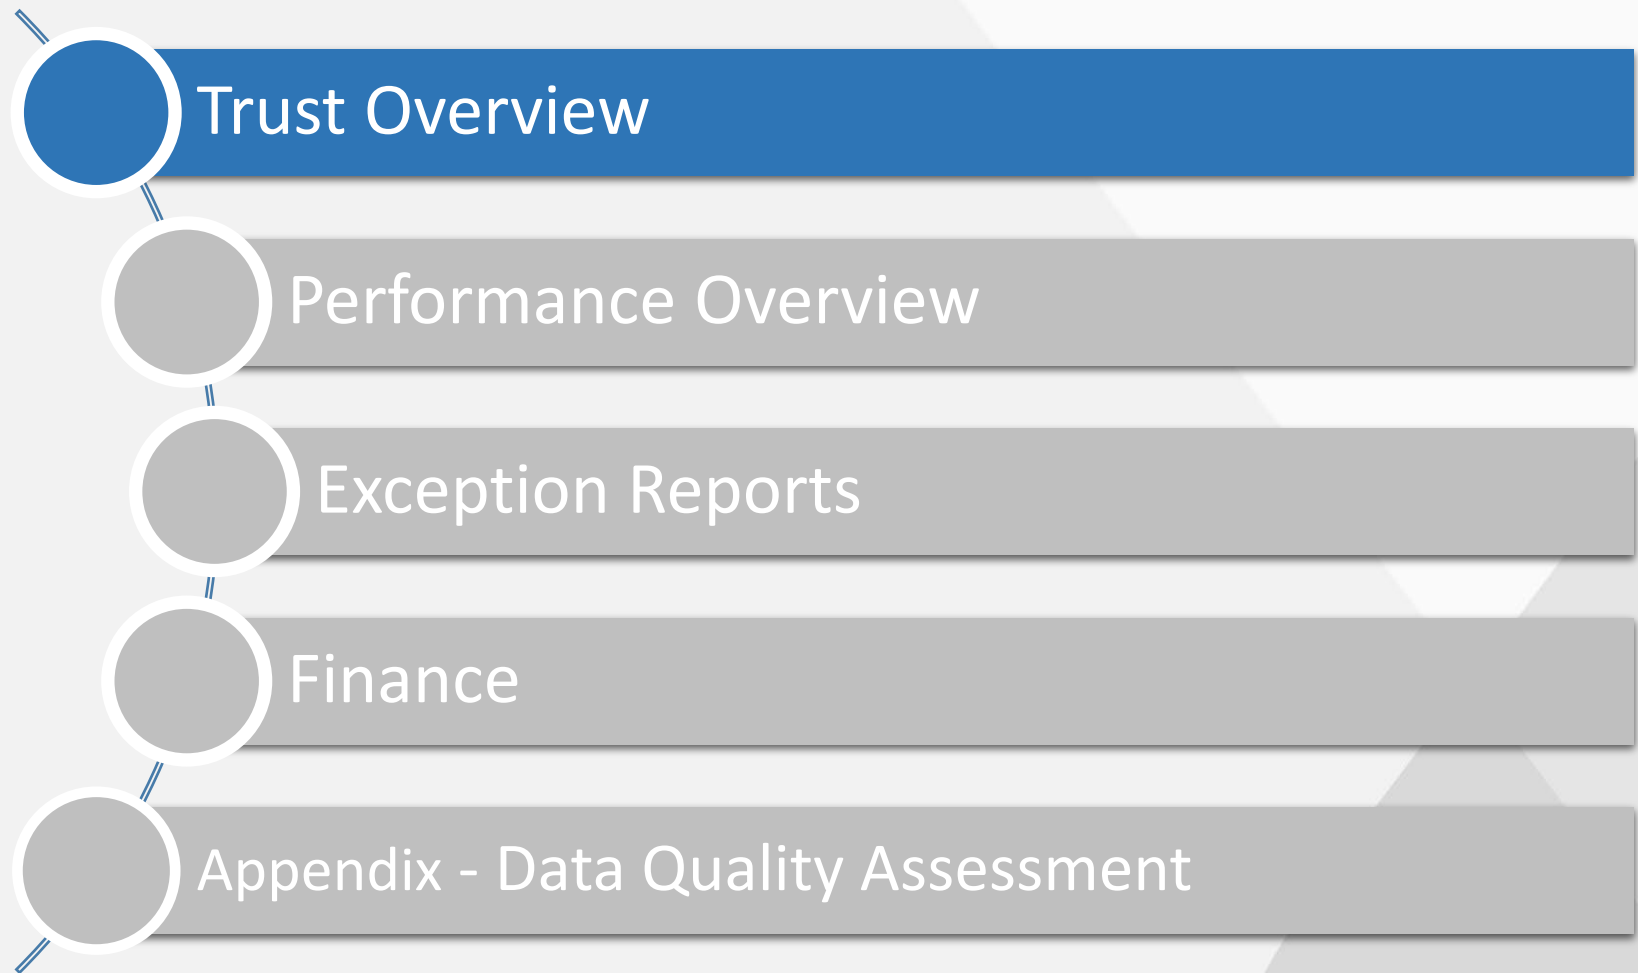 Trust Overview
Performance Overview
Exception Reports
Finance
Appendix - Data Quality Assessment